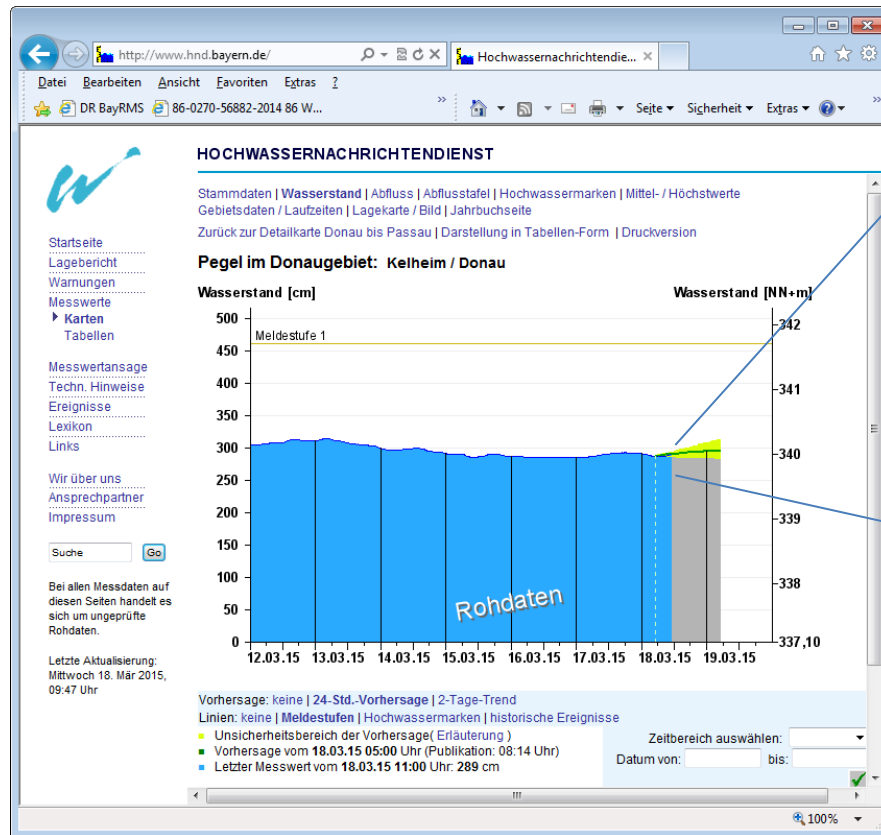 http://www.hnd.bayern.de/
Hochwassernachrichtendie...
Datei Bearbeiten Ansicht Favoriten Extras ?
DR BayRMS 86-0270-56882-2014 86 W... » Seite Sicherheit Extras »
HOCHWASSERNACHRICHTENDIENST
Stammdaten | Wasserstand | Abfluss | Abflusstafel | Hochwassermarken | Mittel- / Höchstwerte
Gebietsdaten / Laufzeiten | Lagekarte / Bild | Jahrbuchseite
Zurück zur Detailkarte Donau bis Passau | Darstellung in Tabellen-Form | Druckversion
Startseite
Lagebericht
Warnungen
Messwerte
Karten
Tabellen
Messwertansage
Techn. Hinweise
Ereignisse
Lexikon
Links
Wir über uns
Ansprechpartner
Impressum
Suche Go
Bei allen Messdaten auf
diesen Seiten handelt es
sich um ungeprüfte
Rohdaten.
Letzte Aktualisierung:
Mittwoch 18. Mär 2015,
09:47 Uhr
Pegel im Donaugebiet: Kelheim / Donau
Wasserstand [cm] Wasserstand [NN+m]
500
450
400
350
300
250
200
150
100
50
0
Meldestufe 1
342
341
340
339
338
337,10
Rohdaten
12.03.15 13.03.15 14.03.15 15.03.15 16.03.15 17.03.15 18.03.15 19.03.15
Vorhersage: keine | 24-Std.-Vorhersage | 2-Tage-Trend
Linien: keine | Meldestufen | Hochwassermarken | historische Ereignisse
Unsicherheitsbereich der Vorhersage( Erläuterung )
Vorhersage vom 18.03.15 05:00 Uhr (Publikation: 08:14 Uhr)
Letzter Messwert vom 18.03.15 11:00 Uhr: 289 cm
Zeitbereich auswählen:
Datum von: bis:
100%